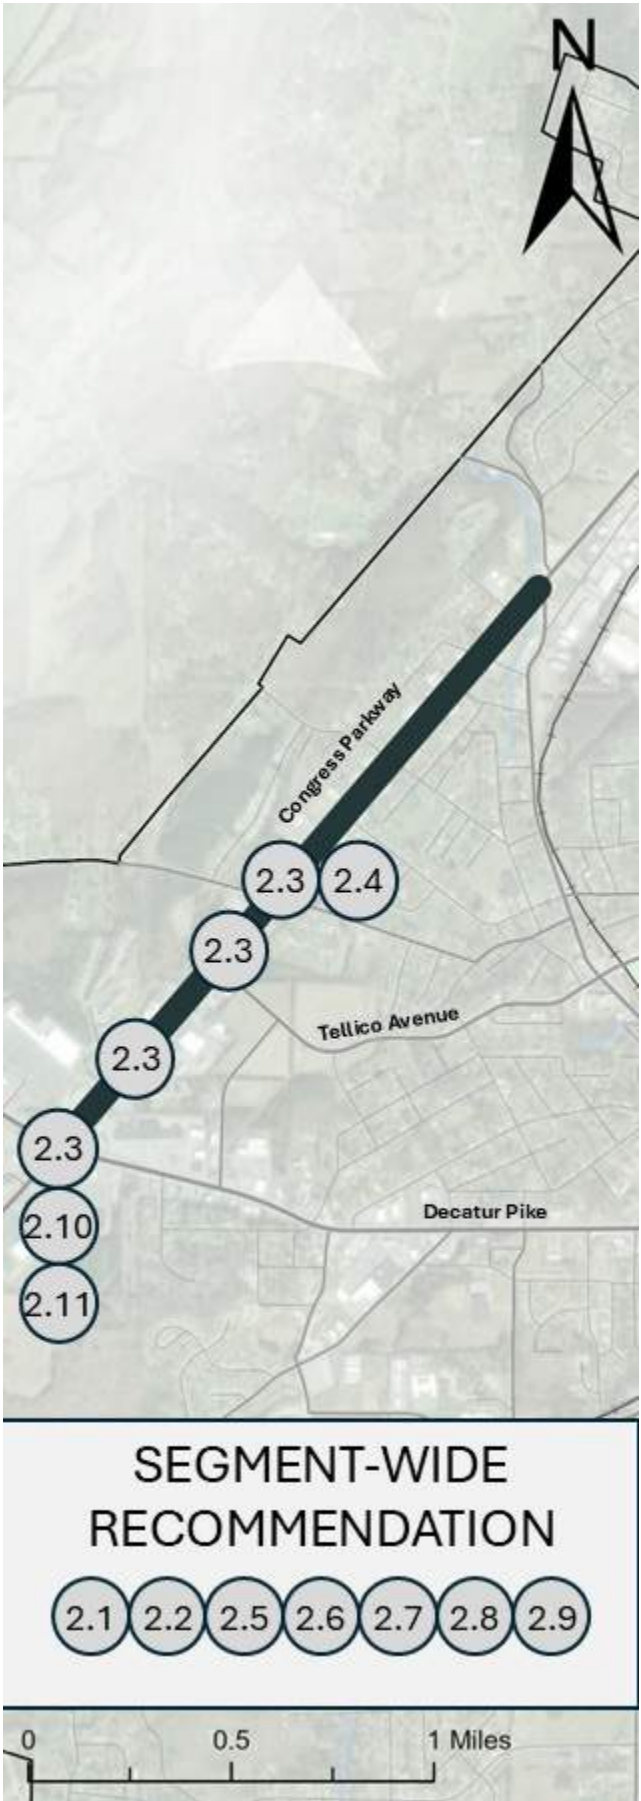 N
Congress Parkway
2.3 2.4
2.3
Tellico Avenue
2.3
2.3
Decatur Pike
2.10
2.11
SEGMENT-WIDE
RECOMMENDATION
2.1 2.2 2.5 2.6 2.7 2.8 2.9
0 0.5 1 Miles